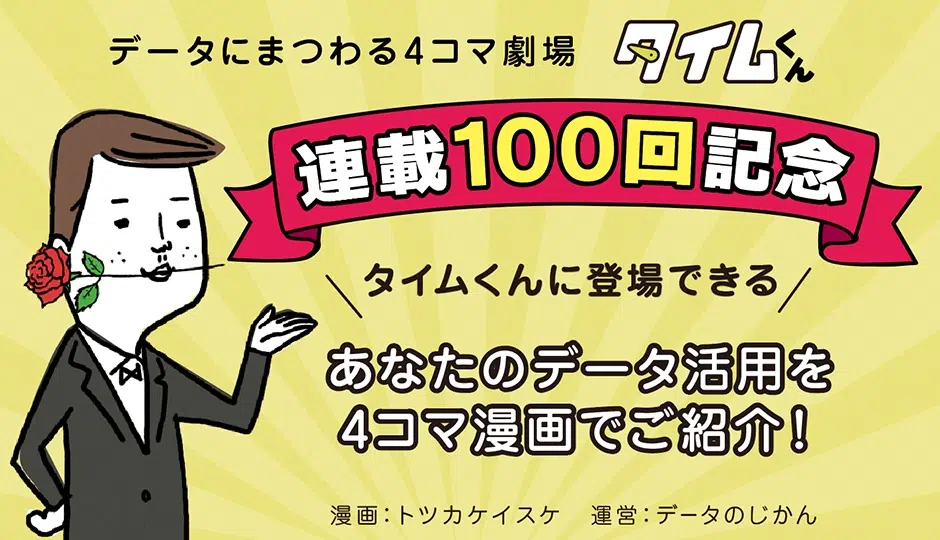 データにまつわる4コマ劇場 タイムくん
連載100回記念
タイムくんに登場できる
あなたのデータ活用を
4コマ漫画でご紹介!
漫画:トツカケイスケ 運営:データのじかん